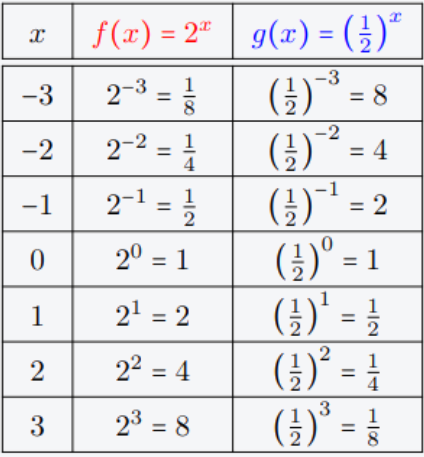 x f(x) = 2^x g(x) = (1/2)^x
−3 2^−3 = 1/8 (1/2)^−3 = 8
−2 2^−2 = 1/4 (1/2)^−2 = 4
−1 2^−1 = 1/2 (1/2)^−1 = 2
0 2^0 = 1 (1/2)^0 = 1
1 2^1 = 2 (1/2)^1 = 1/2
2 2^2 = 4 (1/2)^2 = 1/4
3 2^3 = 8 (1/2)^3 = 1/8